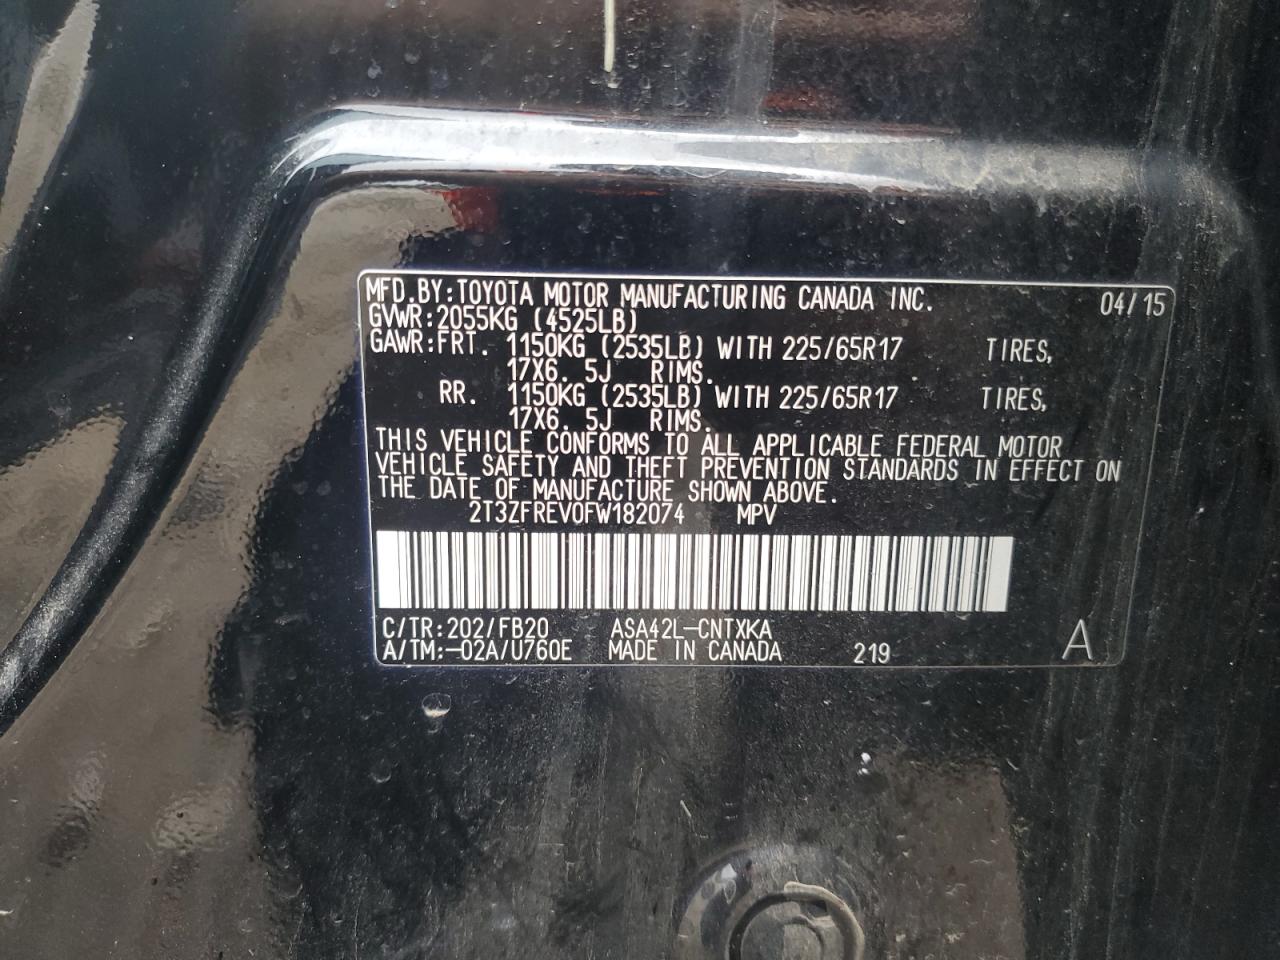 MFD.BY:TOYOTA MOTOR MANUFACTURING CANADA INC. 04/15
GVWR:2055KG (4525LB)
GAWR:FRT. 1150KG (2535LB) WITH 225/65R17 TIRES,
17X6. 5J RIMS.
RR. 1150KG (2535LB) WITH 225/65R17 TIRES,
17X6. 5J RIMS.
THIS VEHICLE CONFORMS TO ALL APPLICABLE FEDERAL MOTOR
VEHICLE SAFETY AND THEFT PREVENTION STANDARDS IN EFFECT ON
THE DATE OF MANUFACTURE SHOWN ABOVE.
2T3ZFREV0FW182074 MPV
C/TR:202/FB20 ASA42L-CNTXKA
A/TM:-02A/U760E MADE IN CANADA 219 A